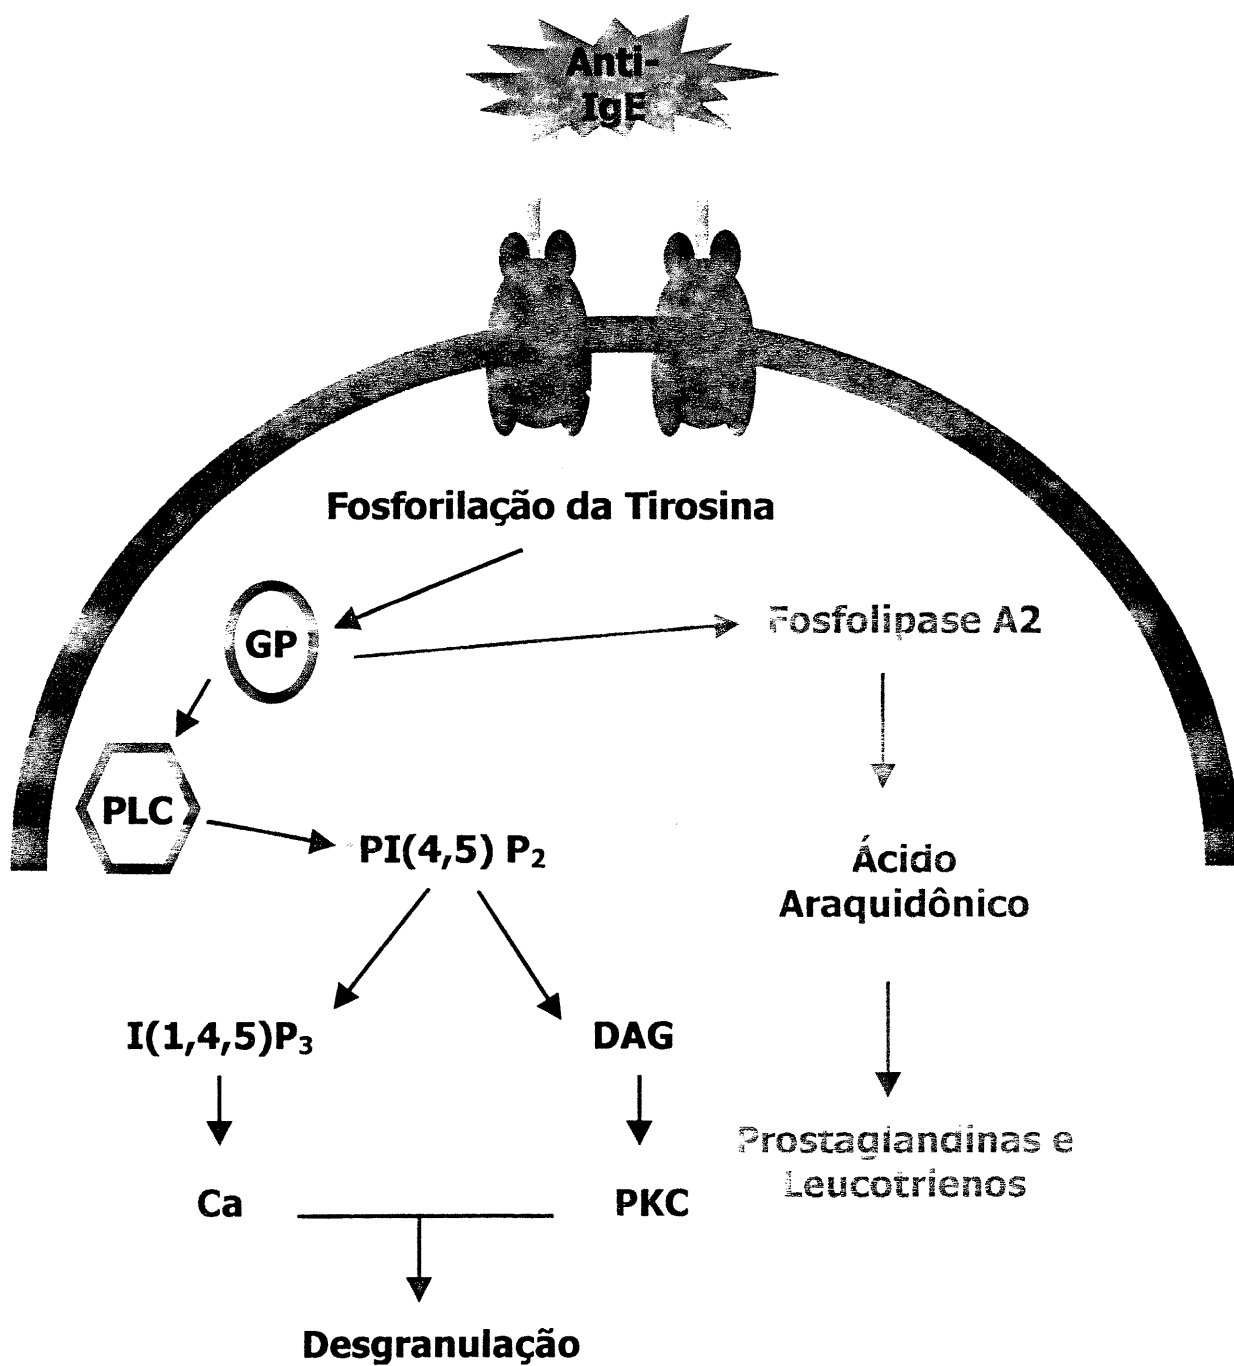 Anti-
IgE
Fosforilação da Tirosina
GP
Fosfolipase A2
PLC
PI(4,5) P₂
Ácido
Araquidônico
I(1,4,5)P₃
DAG
Prostaglandinas e
Leucotrienos
Ca
PKC
Desgranulação